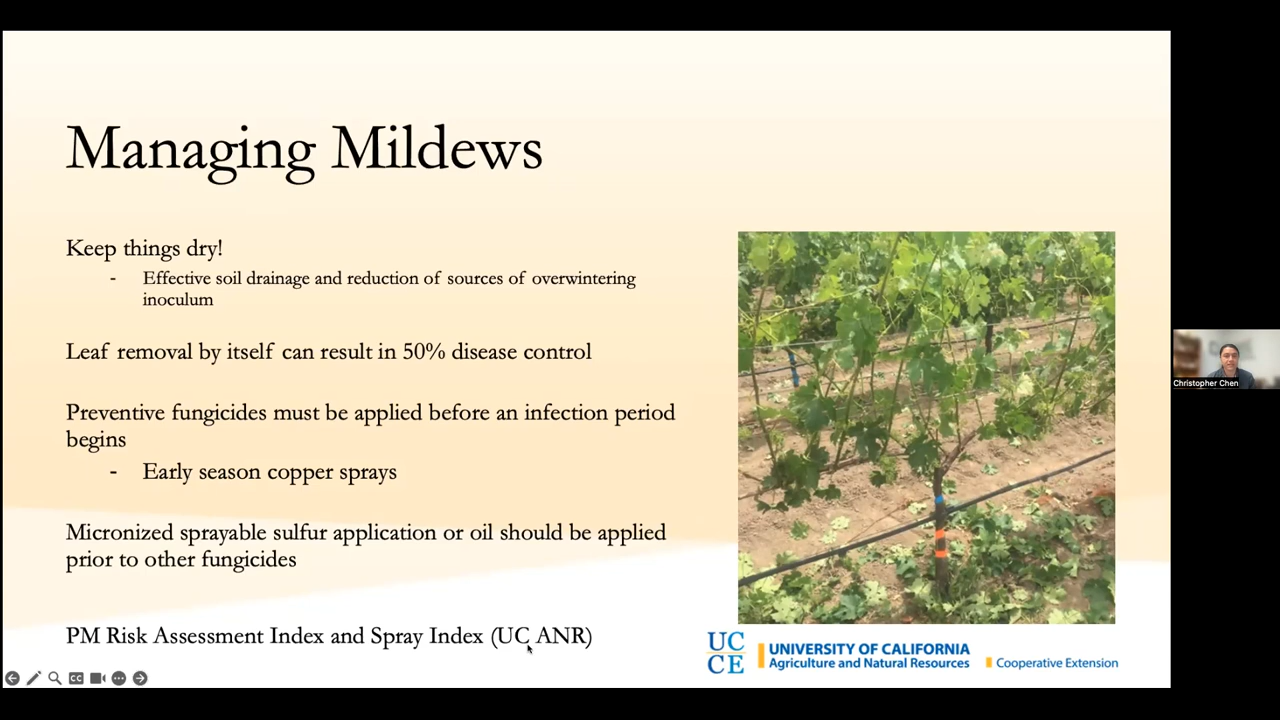 Managing Mildews
Keep things dry!
- Effective soil drainage and reduction of sources of overwintering
inoculum
Leaf removal by itself can result in 50% disease control
Preventive fungicides must be applied before an infection period
begins
- Early season copper sprays
Micronized sprayable sulfur application or oil should be applied
prior to other fungicides
PM Risk Assessment Index and Spray Index (UC ANR)
UC
CE
UNIVERSITY OF CALIFORNIA
Agriculture and Natural Resources
Cooperative Extension
CC
Christopher Chen